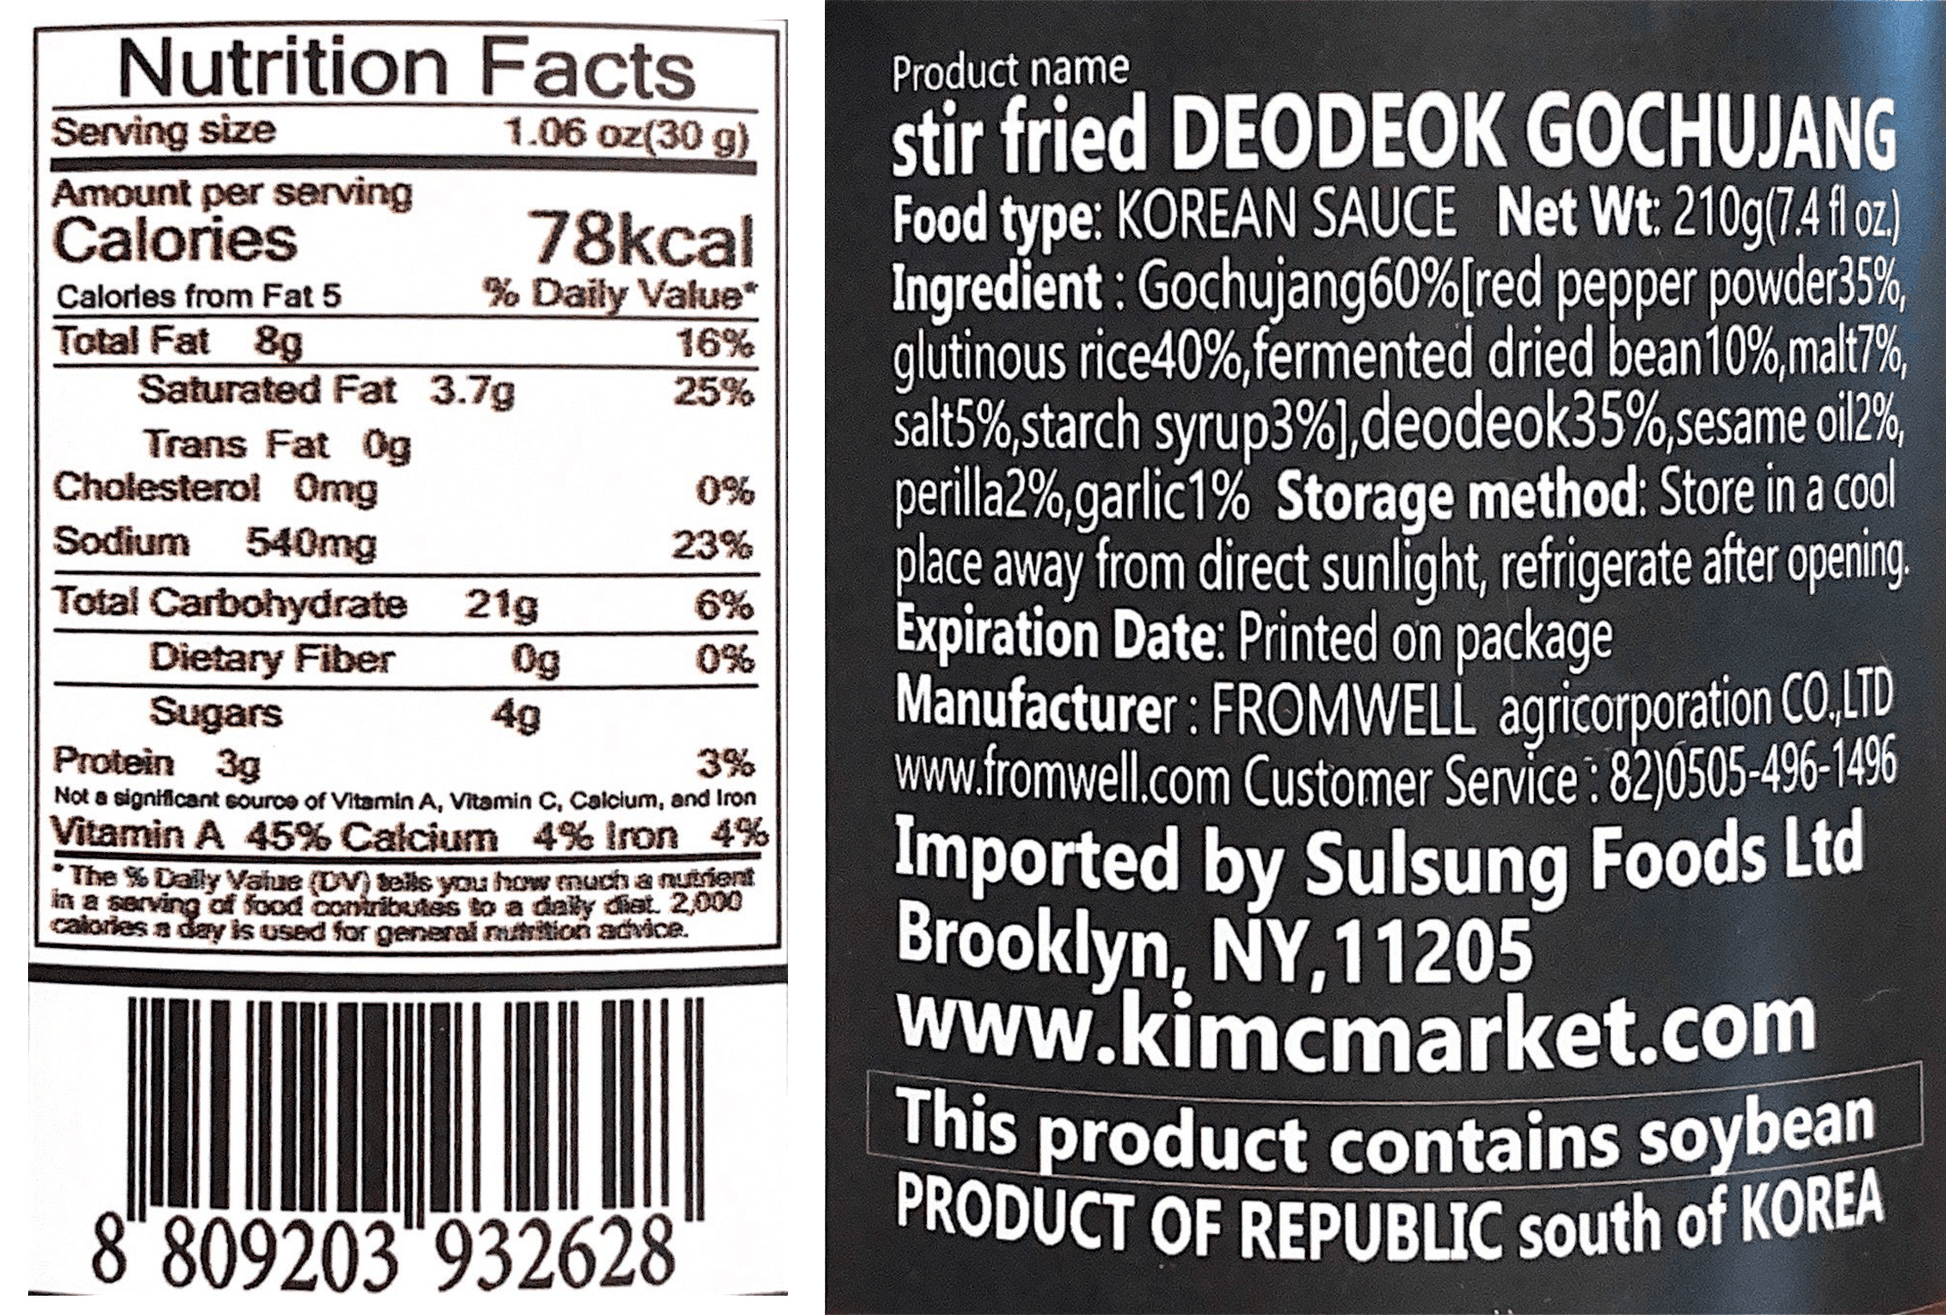 Nutrition Facts
Serving size 1.06 oz(30 g)
Amount per serving
Calories 78kcal
Calories from Fat 5 % Daily Value*
Total Fat 8g 16%
Saturated Fat 3.7g 25%
Trans Fat 0g
Cholesterol 0mg 0%
Sodium 540mg 23%
Total Carbohydrate 21g 6%
Dietary Fiber 0g 0%
Sugars 4g
Protein 3g 3%
Not a significant source of Vitamin A, Vitamin C, Calcium, and Iron
Vitamin A 45% Calcium 4% Iron 4%
*The % Daily Value (DV) tells you how much a nutrient
in a serving of food contributes to a daily diet. 2,000
calories a day is used for general nutrition advice.
8 809203 932628
Product name
stir fried DEODEOK GOCHUJANG
Food type: KOREAN SAUCE Net Wt: 210g(7.4 fl oz.)
Ingredient : Gochujang60%[red pepper powder35%,
glutinous rice40%,fermented dried bean10%,malt7%,
salt5%,starch syrup3%],deodeok35%,sesame oil2%,
perilla2%,garlic1% Storage method: Store in a cool
place away from direct sunlight, refrigerate after opening.
Expiration Date: Printed on package
Manufacturer : FROMWELL agricorporation CO.,LTD
www.fromwell.com Customer Service : 82)0505-496-1496
Imported by Sulsung Foods Ltd
Brooklyn, NY,11205
www.kimcmarket.com
This product contains soybean
PRODUCT OF REPUBLIC south of KOREA